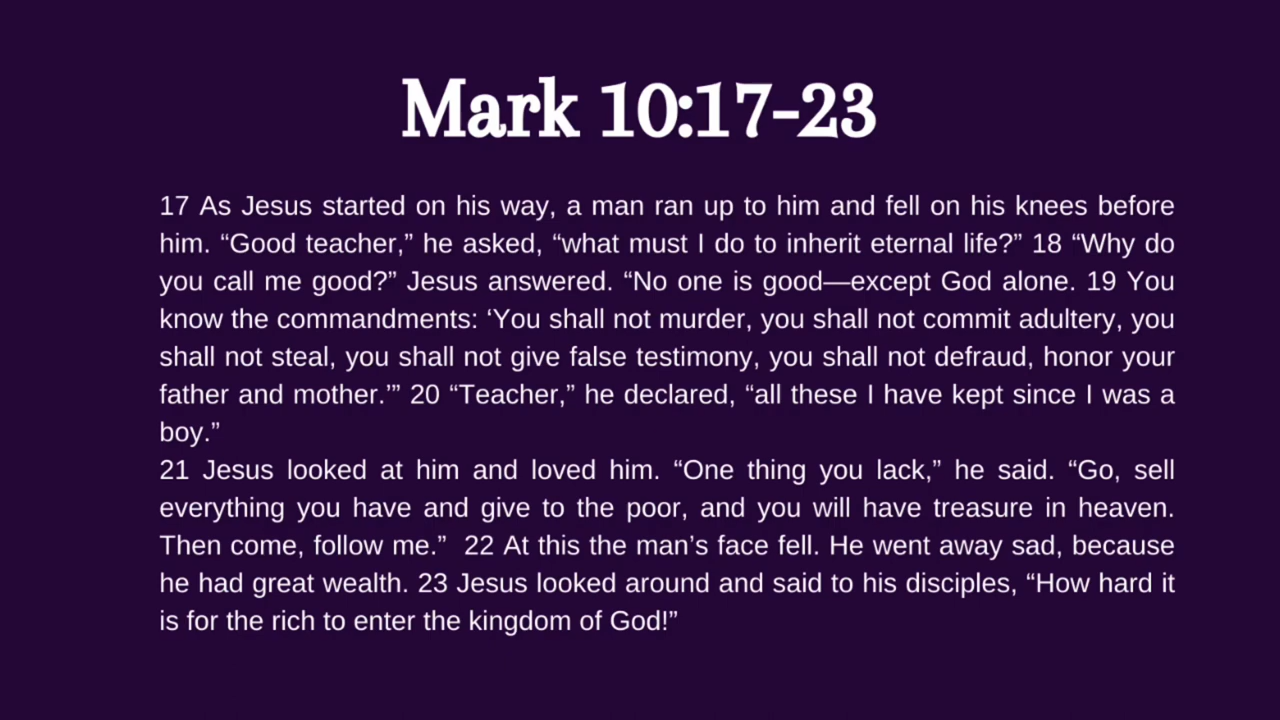 Mark 10:17-23
17 As Jesus started on his way, a man ran up to him and fell on his knees before
him. “Good teacher,” he asked, “what must I do to inherit eternal life?” 18 “Why do
you call me good?” Jesus answered. “No one is good—except God alone. 19 You
know the commandments: ‘You shall not murder, you shall not commit adultery, you
shall not steal, you shall not give false testimony, you shall not defraud, honor your
father and mother.’” 20 “Teacher,” he declared, “all these I have kept since I was a
boy.”
21 Jesus looked at him and loved him. “One thing you lack,” he said. “Go, sell
everything you have and give to the poor, and you will have treasure in heaven.
Then come, follow me.”  22 At this the man’s face fell. He went away sad, because
he had great wealth. 23 Jesus looked around and said to his disciples, “How hard it
is for the rich to enter the kingdom of God!”